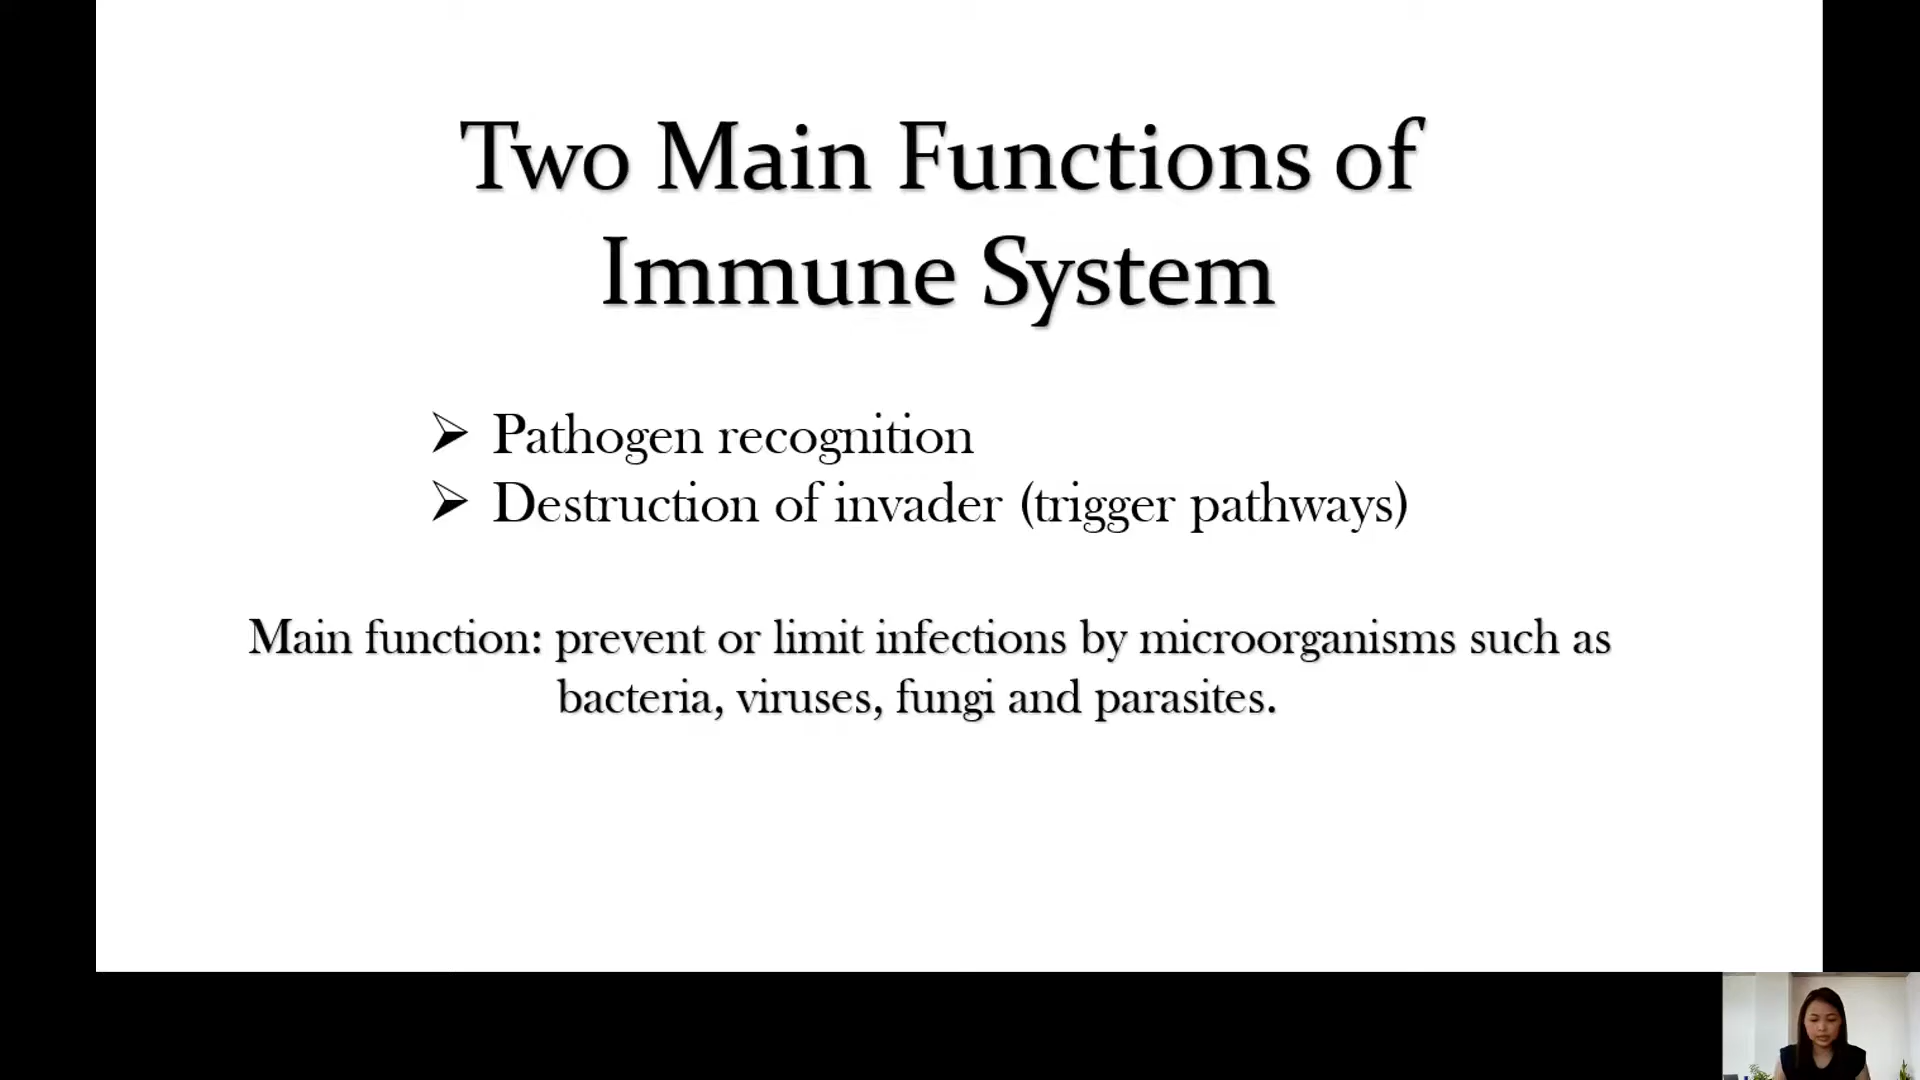 Two Main Functions of
Immune System
➢ Pathogen recognition
➢ Destruction of invader (trigger pathways)
Main function: prevent or limit infections by microorganisms such as
bacteria, viruses, fungi and parasites.